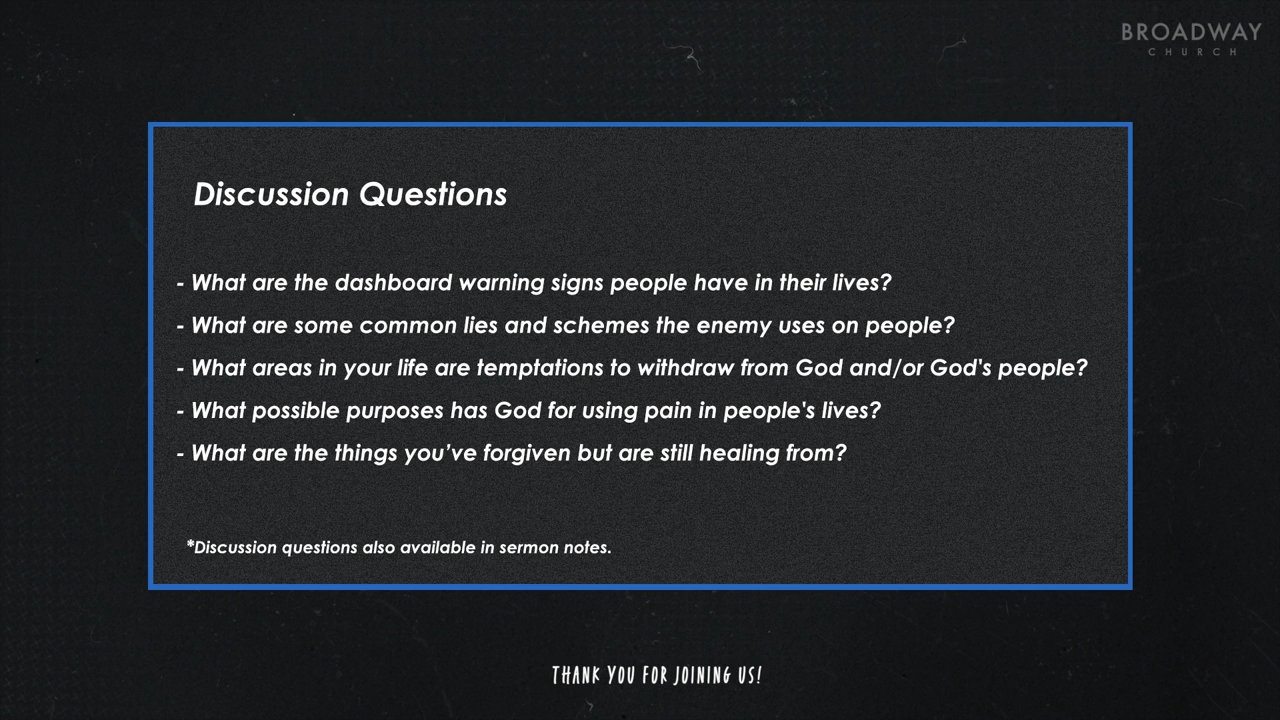 BROADWAY
CHURCH
Discussion Questions
- What are the dashboard warning signs people have in their lives?
- What are some common lies and schemes the enemy uses on people?
- What areas in your life are temptations to withdraw from God and/or God's people?
- What possible purposes has God for using pain in people's lives?
- What are the things you’ve forgiven but are still healing from?
*Discussion questions also available in sermon notes.
THANK YOU FOR JOINING US!